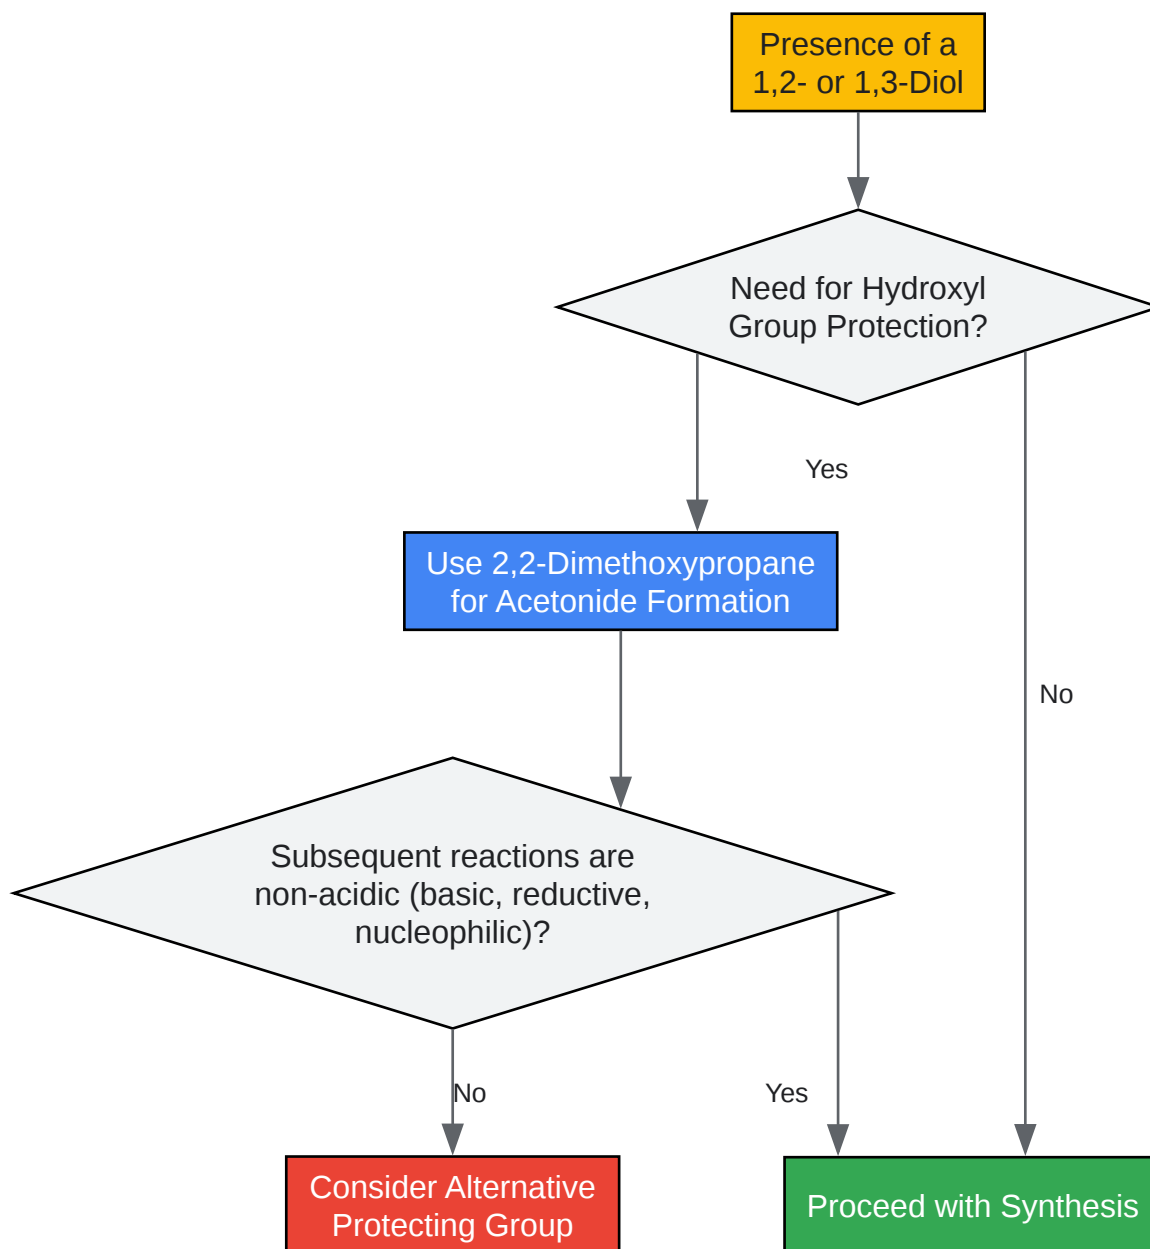 Presence of a
1,2- or 1,3-Diol
Need for Hydroxyl
Group Protection?
Yes
Use 2,2-Dimethoxypropane
for Acetonide Formation
No
Subsequent reactions are
non-acidic (basic, reductive,
nucleophilic)?
No
Yes
Consider Alternative
Protecting Group
Proceed with Synthesis